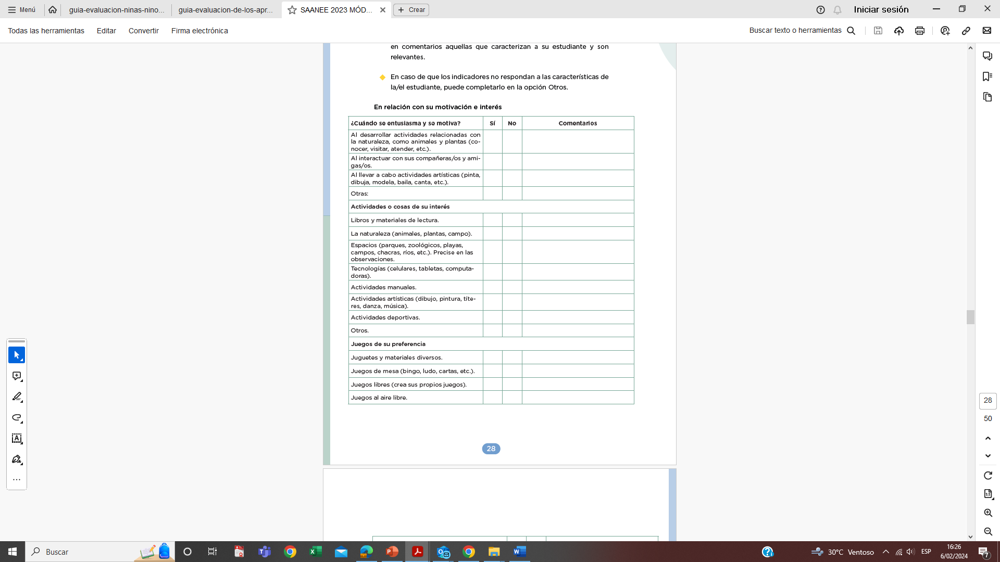 Menú
guia-evaluacion-ninas-nino...
guia-evaluacion-de-los-apr...
SAANEE 2023 MÓD...
Crear
Iniciar sesión
Todas las herramientas
Editar
Convertir
Firma electrónica
Buscar texto o herramientas
en comentarios aquellas que caracterizan a su estudiante y son
relevantes.
En caso de que los indicadores no respondan a las características de
la/el estudiante, puede completarlo en la opción Otros.
En relación con su motivación e interés
¿Cuándo se entusiasma y se motiva? Sí No Comentarios
Al desarrollar actividades relacionadas con
la naturaleza, como animales y plantas (co-
nocer, visitar, atender, etc.).
Al interactuar con sus compañeras/os y ami-
gas/os.
Al llevar a cabo actividades artísticas (pinta,
dibuja, modela, baila, canta, etc.).
Otras:
Actividades o cosas de su interés
Libros y materiales de lectura.
La naturaleza (animales, plantas, campo).
Espacios (parques, zoológicos, playas,
campos, chacras, ríos, etc.). Precise en las
observaciones.
Tecnologías (celulares, tabletas, computa-
doras).
Actividades manuales.
Actividades artísticas (dibujo, pintura, títe-
res, danza, música).
Actividades deportivas.
Otros.
Juegos de su preferencia
Juguetes y materiales diversos.
Juegos de mesa (bingo, ludo, cartas, etc.).
Juegos libres (crea sus propios juegos).
Juegos al aire libre.
28
28
50
Buscar
30°C Ventoso
ESP
16:26
6/02/2024
7